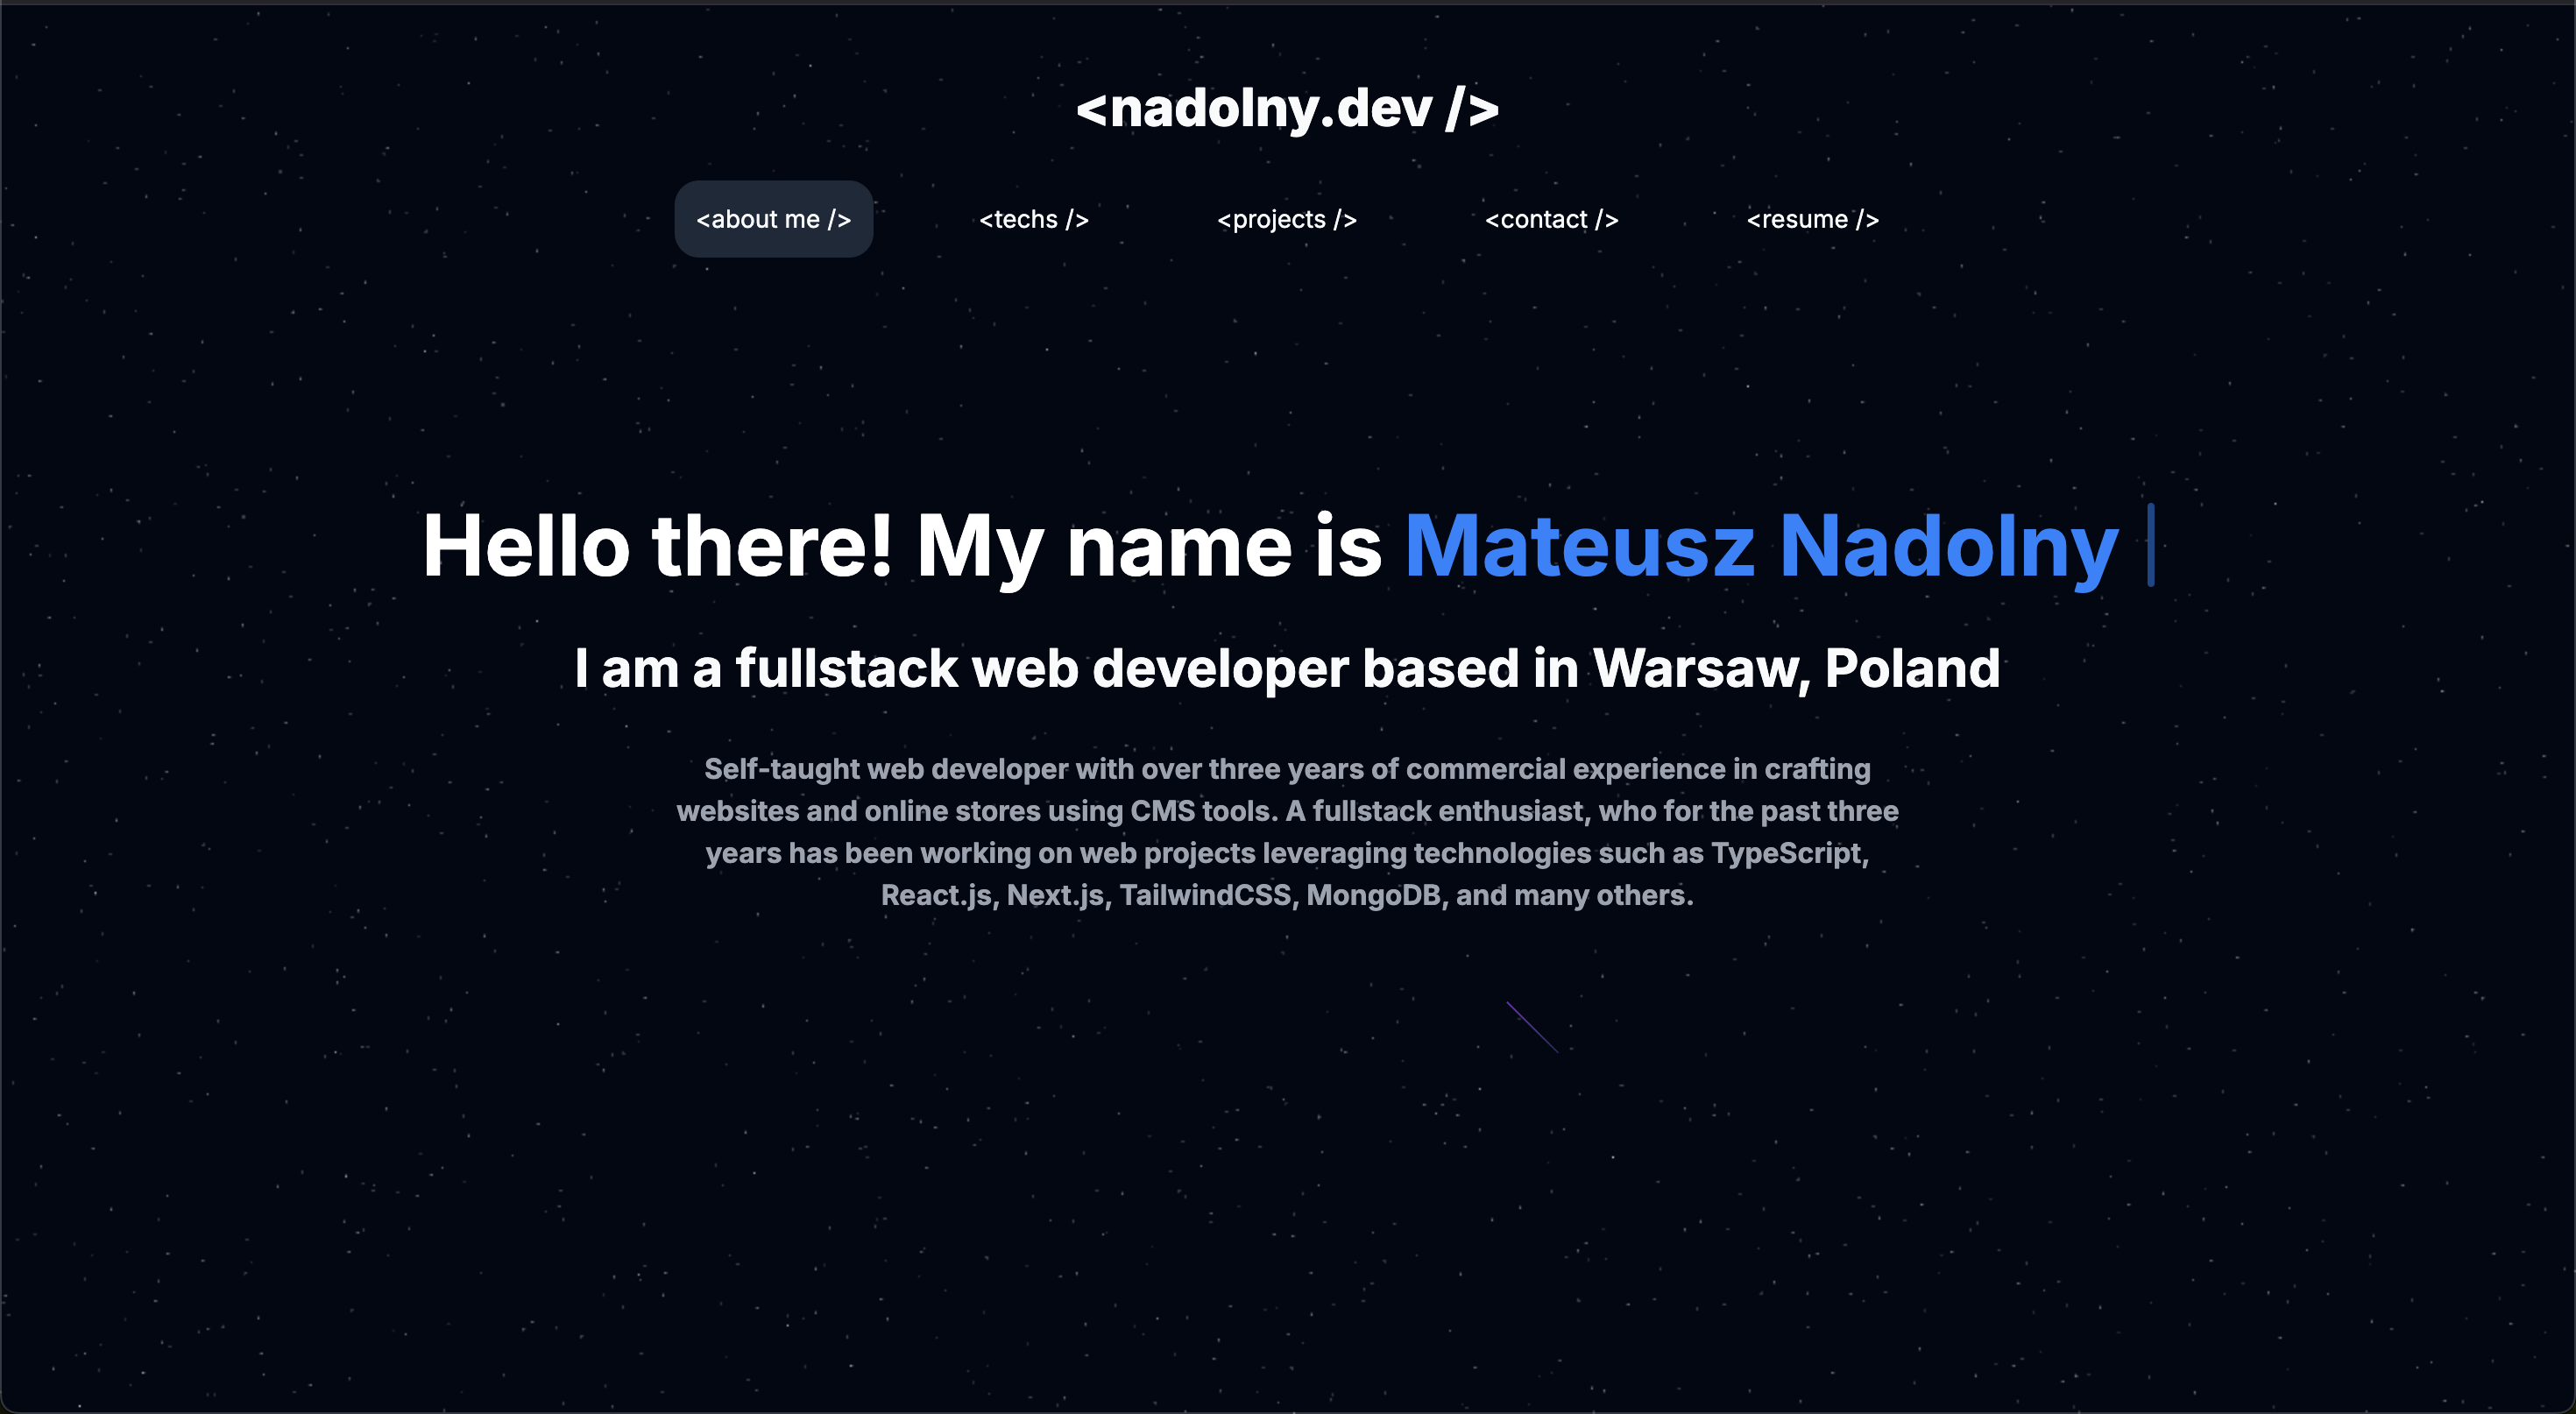 <nadolny.dev />
<about me /> <techs /> <projects /> <contact /> <resume />
Hello there! My name is Mateusz Nadolny
I am a fullstack web developer based in Warsaw, Poland
Self-taught web developer with over three years of commercial experience in crafting
websites and online stores using CMS tools. A fullstack enthusiast, who for the past three
years has been working on web projects leveraging technologies such as TypeScript,
React.js, Next.js, TailwindCSS, MongoDB, and many others.